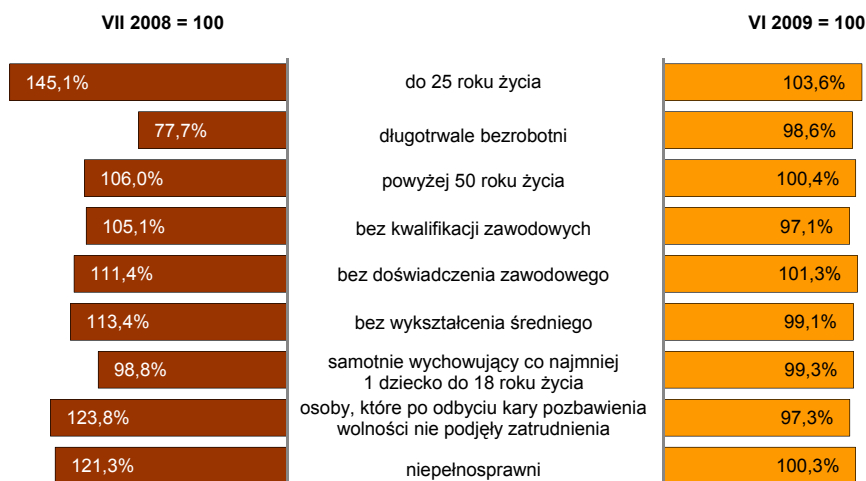 VII 2008 = 100 VI 2009 = 100
145,1% do 25 roku życia 103,6%
77,7% długotrwale bezrobotni 98,6%
106,0% powyżej 50 roku życia 100,4%
105,1% bez kwalifikacji zawodowych 97,1%
111,4% bez doświadczenia zawodowego 101,3%
113,4% bez wykształcenia średniego 99,1%
98,8% samotnie wychowujący co najmniej 99,3%
1 dziecko do 18 roku życia
123,8% osoby, które po odbyciu kary pozbawienia 97,3%
wolności nie podjęły zatrudnienia
121,3% niepełnosprawni 100,3%